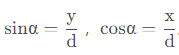 sinα = y/d , cosα = x/d